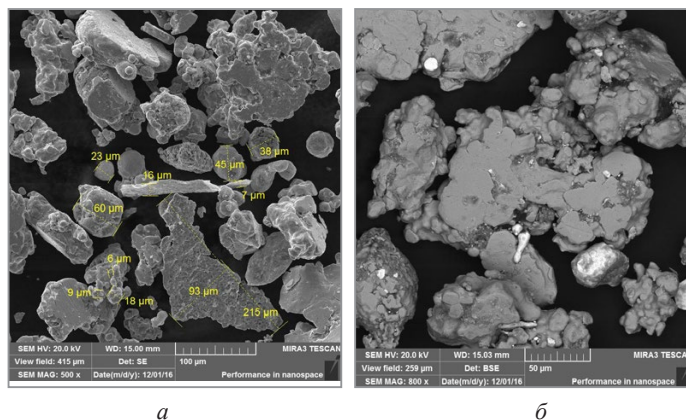 38 µm
45 µm
23 µm
16 µm
7 µm
60 µm
6 µm
9 µm
18 µm
93 µm
215 µm
SEM HV: 20.0 kV WD: 15.00 mm MIRA3 TESCAN
View field: 415 µm Det: SE 100 µm
SEM MAG: 500 x Date(m/d/y): 12/01/16 Performance in nanospace
SEM HV: 20.0 kV WD: 15.03 mm MIRA3 TESCAN
View field: 259 µm Det: BSE 50 µm
SEM MAG: 800 x Date(m/d/y): 12/01/16 Performance in nanospace
а б